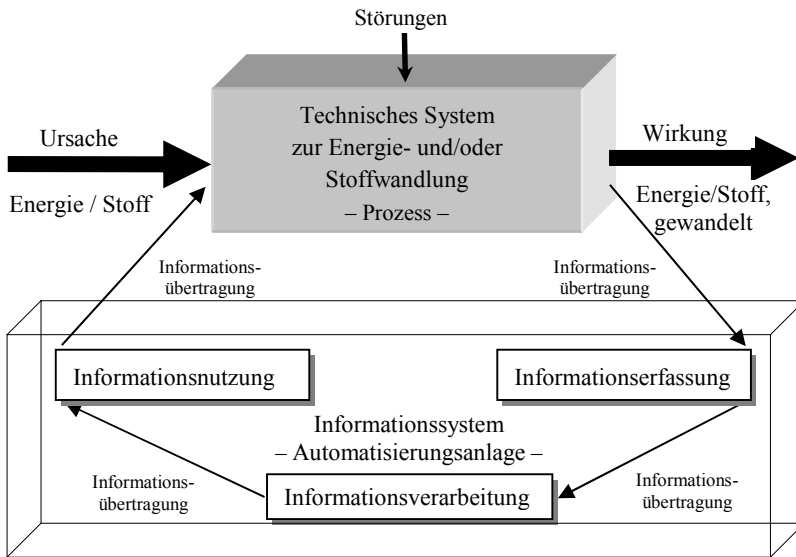 Störungen
Technisches System
zur Energie- und/oder
Stoffwandlung
– Prozess –
Ursache
Energie / Stoff
Wirkung
Energie/Stoff,
gewandelt
Informations-
übertragung
Informations-
übertragung
Informationsnutzung
Informationserfassung
Informationssystem
– Automatisierungsanlage –
Informations-
übertragung
Informationsverarbeitung
Informations-
übertragung